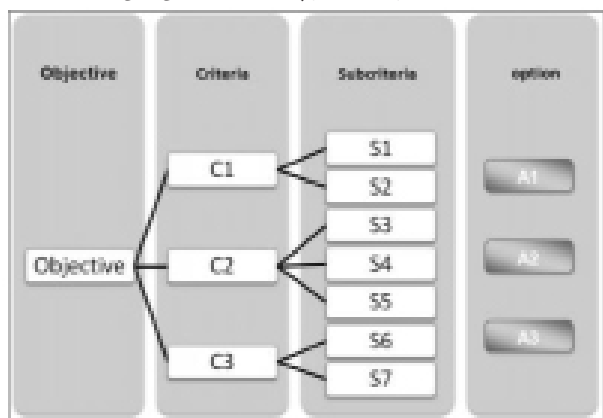 Objective
Criteria
Subcriteria
option
Objective
C1
C2
C3
S1
S2
S3
S4
S5
S6
S7
A1
A2
A3